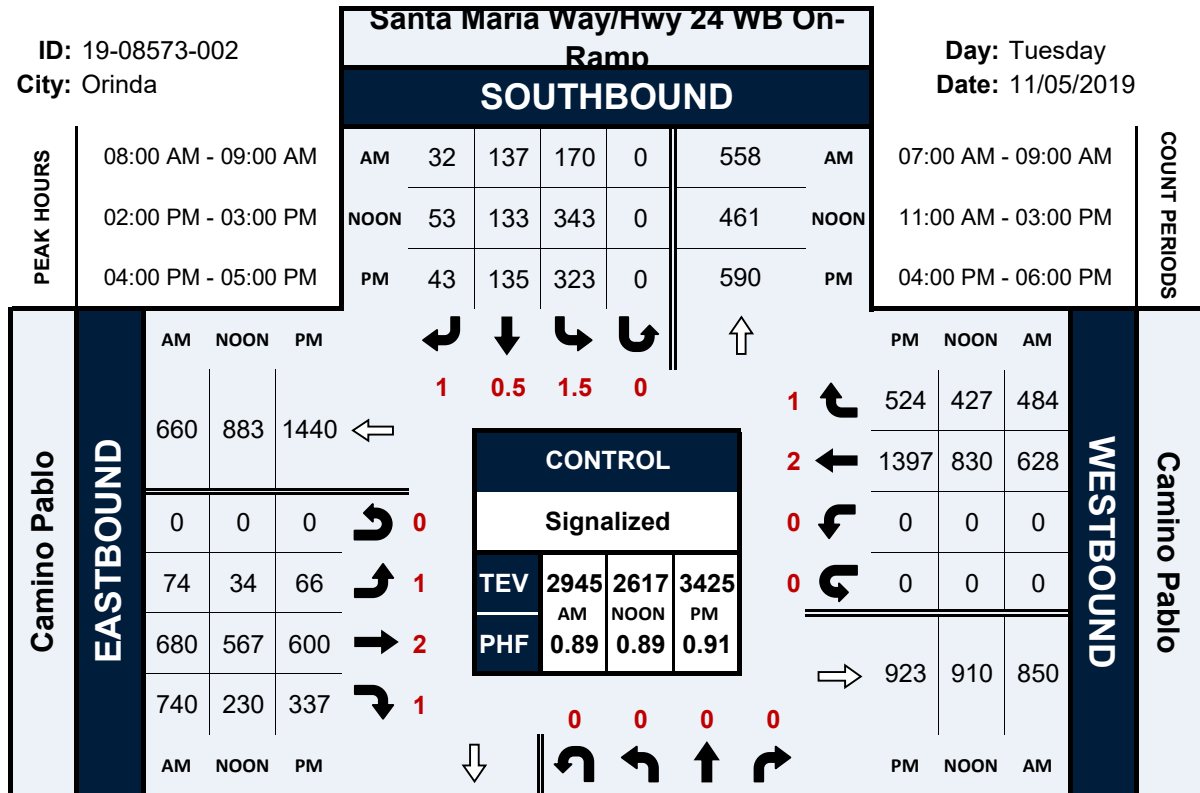 Santa Maria Way/Hwy 24 WB On-
Ramp
ID: 19-08573-002
City: Orinda
Day: Tuesday
Date: 11/05/2019
SOUTHBOUND
PEAK HOURS
08:00 AM - 09:00 AM
02:00 PM - 03:00 PM
04:00 PM - 05:00 PM
AM 32 137 170 0 558 AM
NOON 53 133 343 0 461 NOON
PM 43 135 323 0 590 PM
07:00 AM - 09:00 AM
11:00 AM - 03:00 PM
04:00 PM - 06:00 PM
COUNT PERIODS
1 0.5 1.5 0
Camino Pablo
EASTBOUND
AM NOON PM
660 883 1440
0 0 0 0
74 34 66 1
680 567 600 2
740 230 337 1
AM NOON PM
CONTROL
Signalized
TEV 2945 2617 3425
AM NOON PM
PHF 0.89 0.89 0.91
PM NOON AM
1 524 427 484
2 1397 830 628
0 0 0 0
0 0 0 0
923 910 850
PM NOON AM
WESTBOUND
Camino Pablo
0 0 0 0